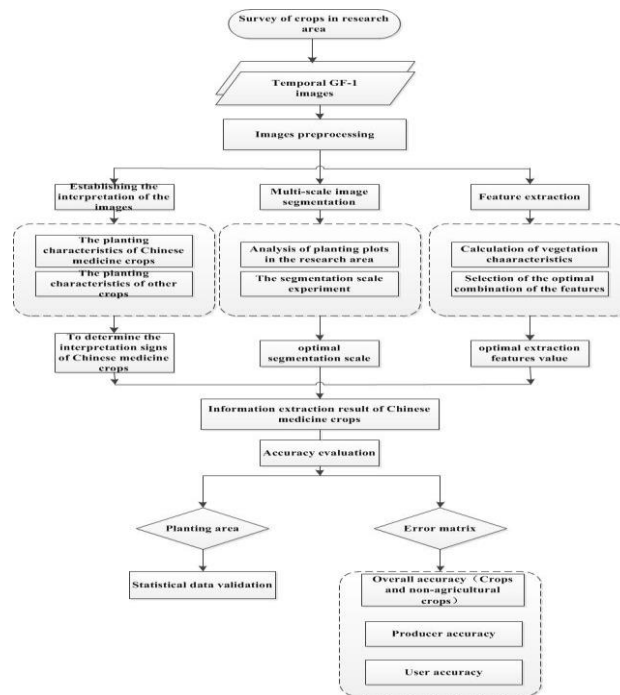 Survey of crops in research
area
Temporal GF-1
images
Images preprocessing
Establishing the
interpretation of the
images
Multi-scale image
segmentation
Feature extraction
The planting
characteristics of Chinese
medicine crops
The planting
characteristics of other
crops
Analysis of planting plots
in the research area
The segmentation scale
experiment
Calculation of vegetation
chaaracteristics
Selection of the optimal
combination of the features
To determine the
interpretation signs of
Chinese medicine
crops
optimal
segmentation scale
optimal extraction
features value
Information extraction result of Chinese
medicine crops
Accuracy evaluation
Planting area
Error matrix
Statistical data validation
Overall accuracy（Crops
and non-agricultural
crops）
Producer accuracy
User accuracy